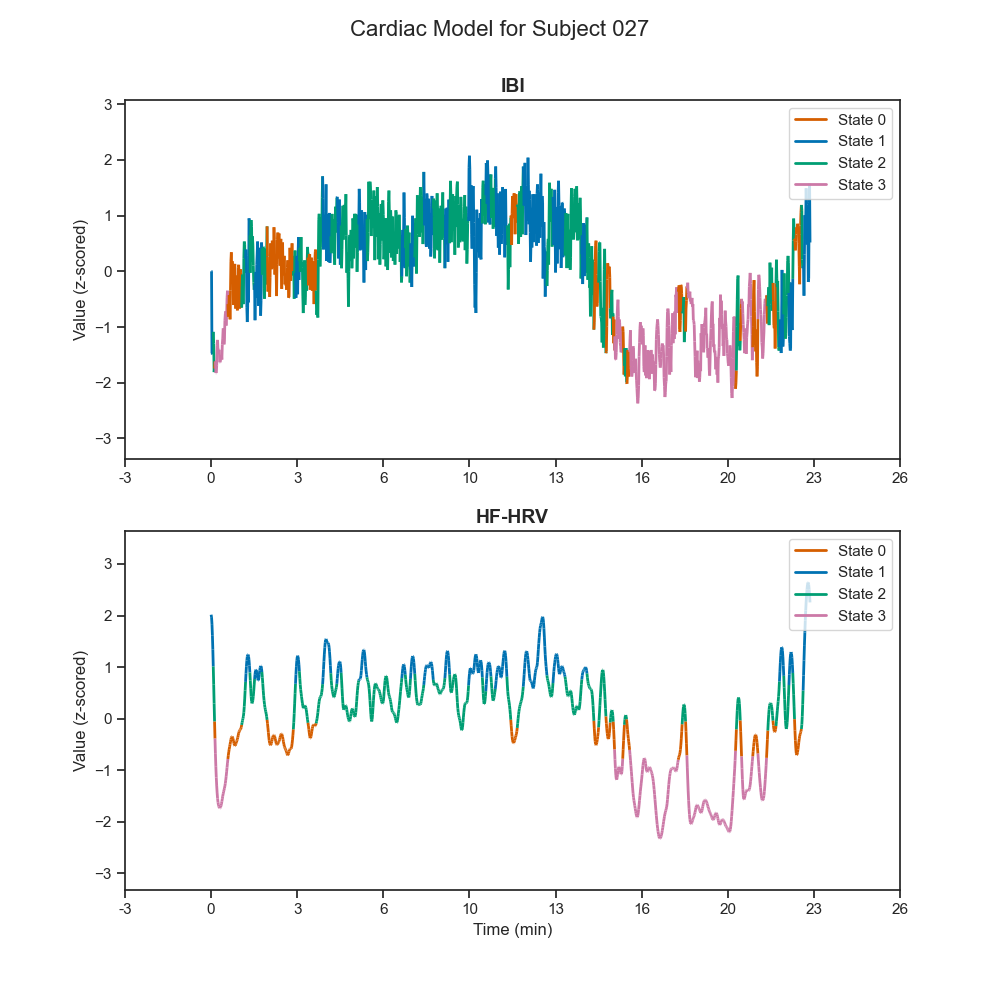 Cardiac Model for Subject 027
IBI
Value (z-scored)
3
2
1
0
−1
−2
−3
State 0
State 1
State 2
State 3
-3
0
3
6
10
13
16
20
23
26
HF-HRV
Value (z-scored)
3
2
1
0
−1
−2
−3
State 0
State 1
State 2
State 3
-3
0
3
6
10
13
16
20
23
26
Time (min)